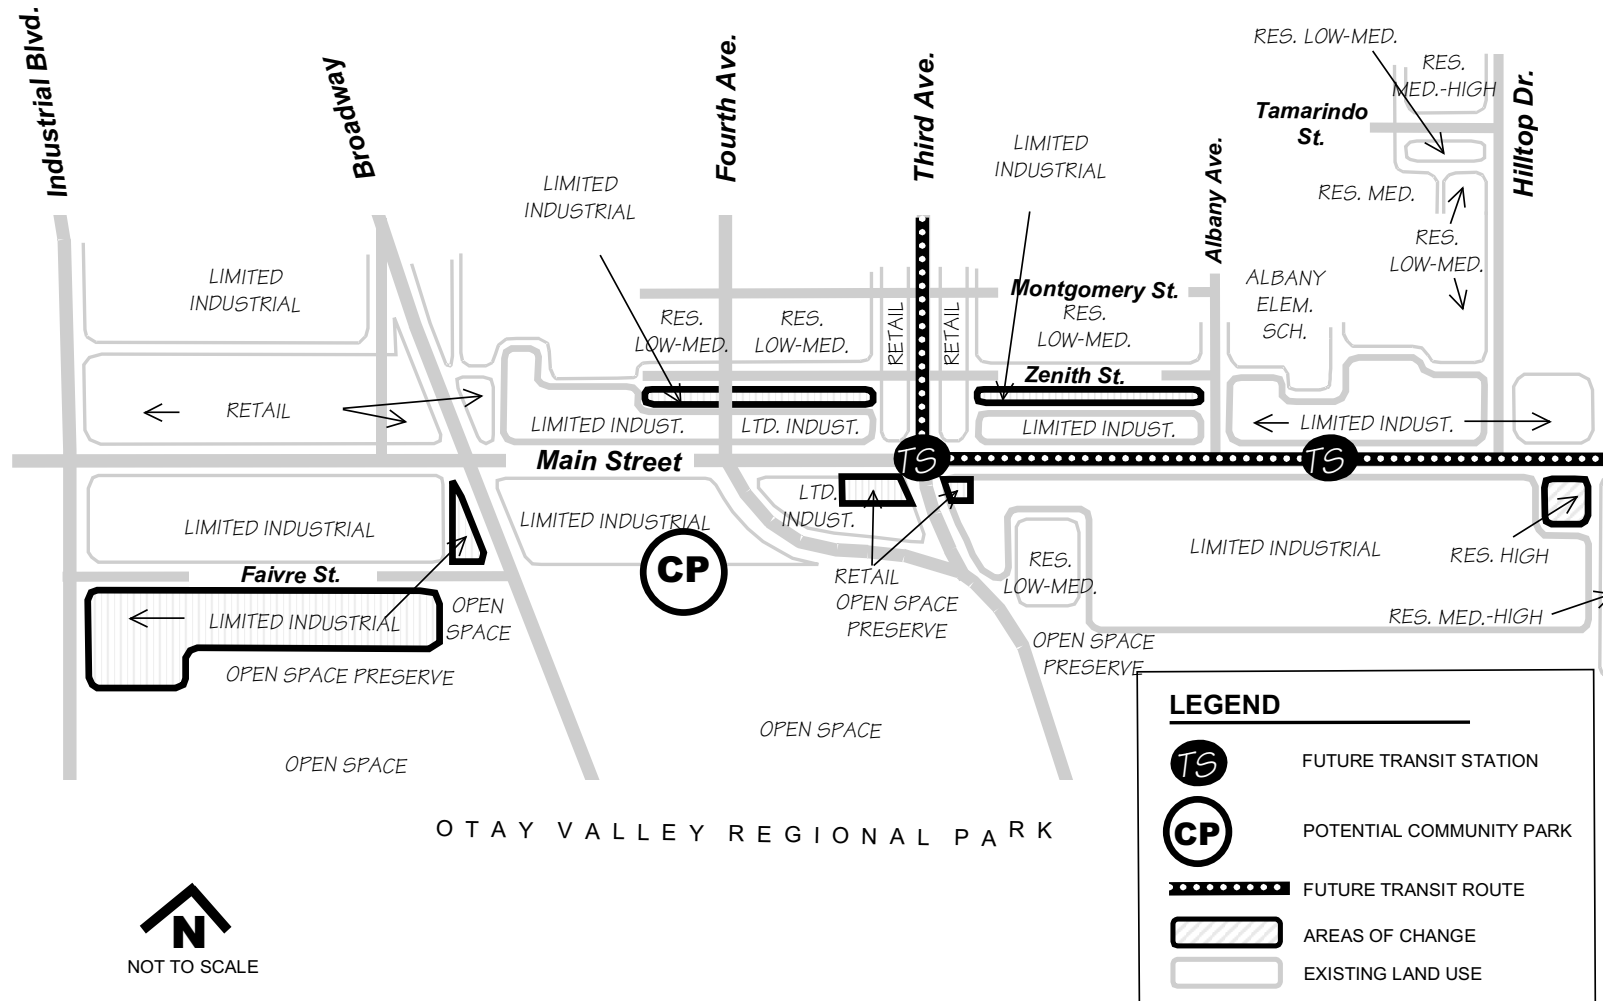 Industrial Blvd.
Broadway
Fourth Ave.
Third Ave.
Albany Ave.
Hilltop Dr.
RES. LOW-MED.
RES.
MED.-HIGH
Tamarindo
St.
LIMITED
INDUSTRIAL
LIMITED
INDUSTRIAL
RES. MED.
RES.
LOW-MED.
LIMITED
INDUSTRIAL
ALBANY
ELEM.
SCH.
Montgomery St.
RES.
LOW-MED.
RES.
LOW-MED.
RETAIL
RETAIL
RES.
LOW-MED.
Zenith St.
RETAIL
LIMITED INDUST.
LTD. INDUST.
LIMITED INDUST.
LIMITED INDUST.
Main Street
TS
TS
LIMITED INDUSTRIAL
LIMITED INDUSTRIAL
LTD.
INDUST.
CP
RETAIL
RES.
LOW-MED.
LIMITED INDUSTRIAL
RES. HIGH
RES. MED.-HIGH
Faivre St.
LIMITED INDUSTRIAL
OPEN
SPACE
OPEN SPACE
PRESERVE
OPEN SPACE
PRESERVE
OPEN SPACE PRESERVE
OPEN SPACE
OPEN SPACE
OTAY VALLEY REGIONAL PARK
N
NOT TO SCALE
LEGEND
TS FUTURE TRANSIT STATION
CP POTENTIAL COMMUNITY PARK
FUTURE TRANSIT ROUTE
AREAS OF CHANGE
EXISTING LAND USE